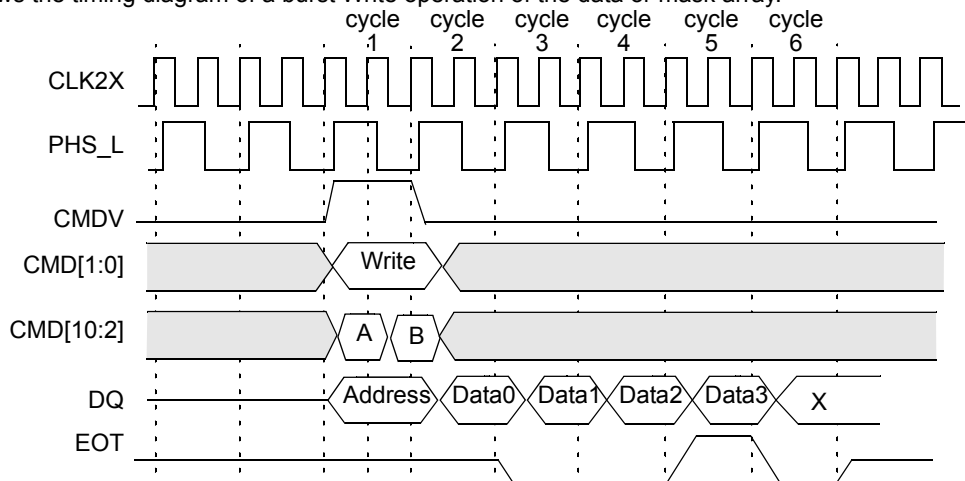 cycle cycle cycle cycle cycle cycle
1 2 3 4 5 6
CLK2X
PHS_L
CMDV
CMD[1:0] Write
CMD[10:2] A B
DQ Address Data0 Data1 Data2 Data3 X
EOT